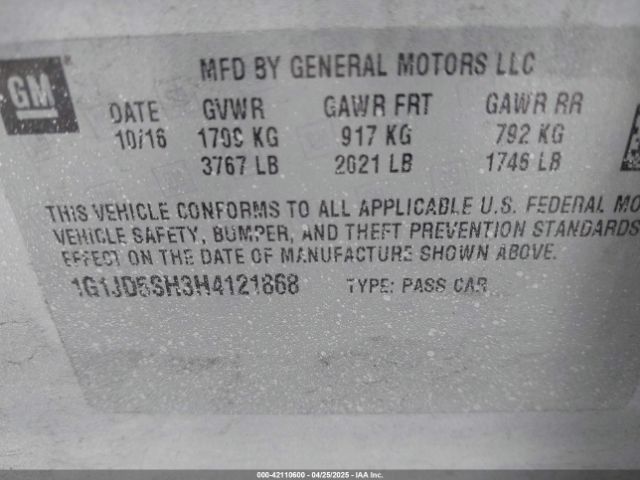 GM
MFD BY GENERAL MOTORS LLC
DATE GVWR GAWR FRT GAWR RR
10/16 1709 KG 917 KG 792 KG
3767 LB 2021 LB 1746 LB
THIS VEHICLE CONFORMS TO ALL APPLICABLE U.S. FEDERAL MO
VEHICLE SAFETY, BUMPER, AND THEFT PREVENTION STANDARDS
EFFECT ON THE DATE OF MANUFACTURE SHOWN ABOVE.
1G1JD5SH3H4121868 TYPE: PASS CAR
000-42110600 - 04/25/2025 - IAA Inc.